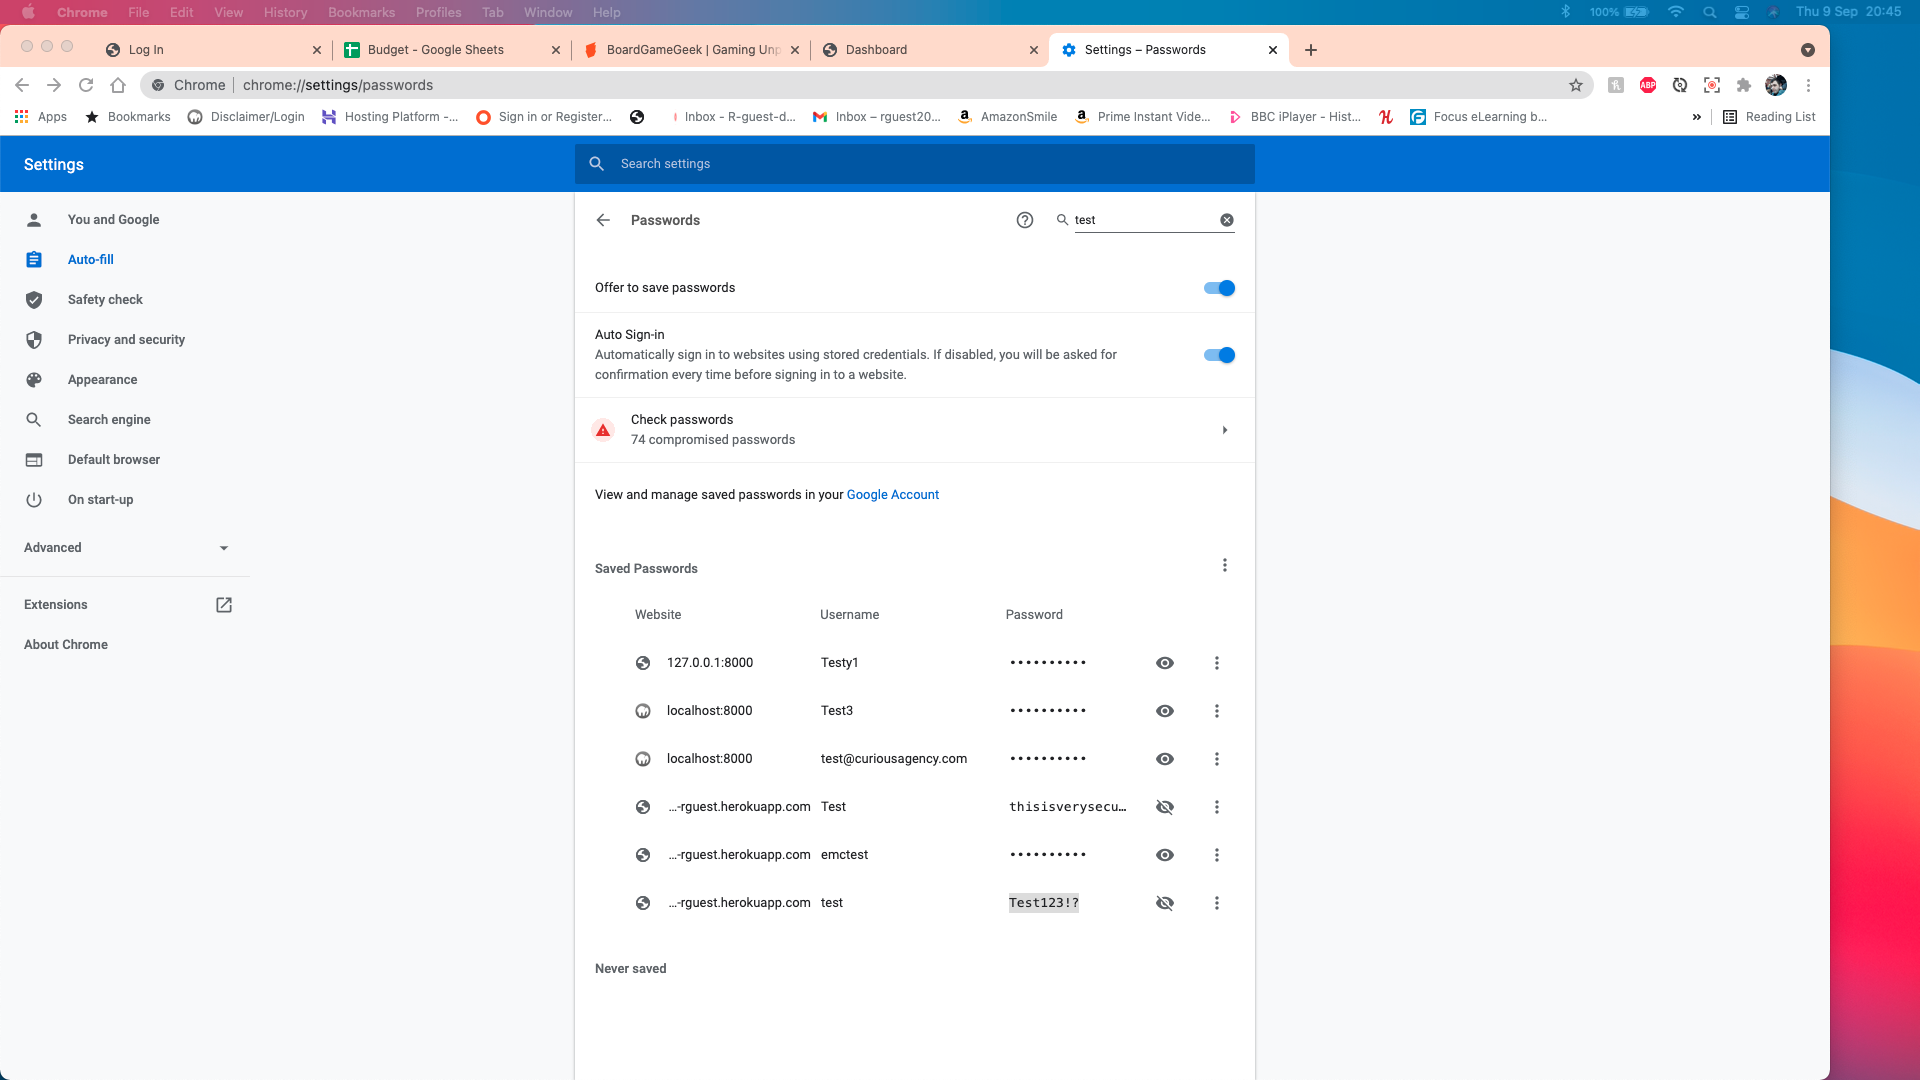 Chrome File Edit View History Bookmarks Profiles Tab Window Help 100% Thu 9 Sep 20:45
Log In Budget - Google Sheets BoardGameGeek | Gaming Unp Dashboard Settings – Passwords
Chrome chrome://settings/passwords ABP
Apps Bookmarks Disclaimer/Login Hosting Platform -... Sign in or Register... Inbox - R-guest-d... Inbox – rguest20... AmazonSmile Prime Instant Vide... BBC iPlayer - Hist... Focus eLearning b... » Reading List
Settings Search settings
You and Google
Auto-fill
Safety check
Privacy and security
Appearance
Search engine
Default browser
On start-up
Advanced
Extensions
About Chrome
Passwords test
Offer to save passwords
Auto Sign-in
Automatically sign in to websites using stored credentials. If disabled, you will be asked for
confirmation every time before signing in to a website.
Check passwords
74 compromised passwords
View and manage saved passwords in your Google Account
Saved Passwords
Website Username Password
127.0.0.1:8000 Testy1 ••••••••••
localhost:8000 Test3 ••••••••••
localhost:8000 test@curiousagency.com ••••••••••
...-rguest.herokuapp.com Test thisisverysecu...
...-rguest.herokuapp.com emctest ••••••••••
...-rguest.herokuapp.com test Test123!?
Never saved